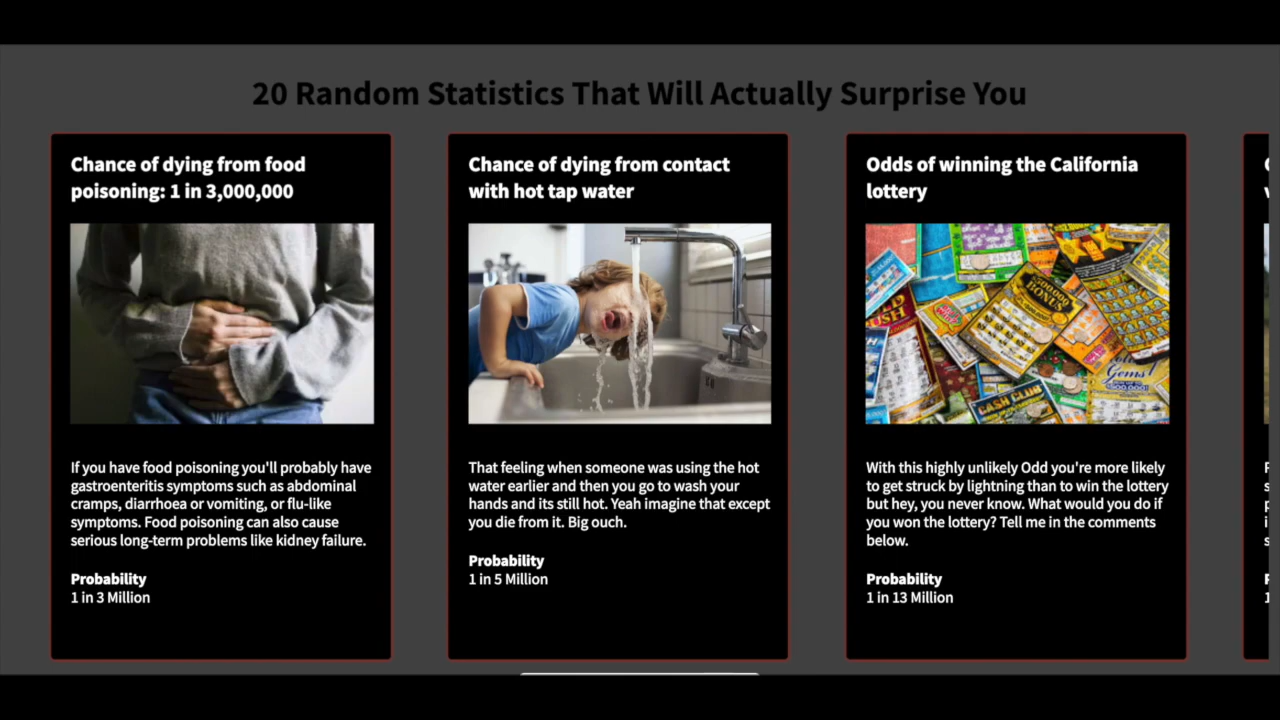 20 Random Statistics That Will Actually Surprise You
Chance of dying from food
poisoning: 1 in 3,000,000
If you have food poisoning you'll probably have
gastroenteritis symptoms such as abdominal
cramps, diarrhoea or vomiting, or flu-like
symptoms. Food poisoning can also cause
serious long-term problems like kidney failure.
Probability
1 in 3 Million
Chance of dying from contact
with hot tap water
That feeling when someone was using the hot
water earlier and then you go to wash your
hands and its still hot. Yeah imagine that except
you die from it. Big ouch.
Probability
1 in 5 Million
Odds of winning the California
lottery
BONUS
CASH CLUB
Gems!
With this highly unlikely Odd you're more likely
to get struck by lightning than to win the lottery
but hey, you never know. What would you do if
you won the lottery? Tell me in the comments
below.
Probability
1 in 13 Million